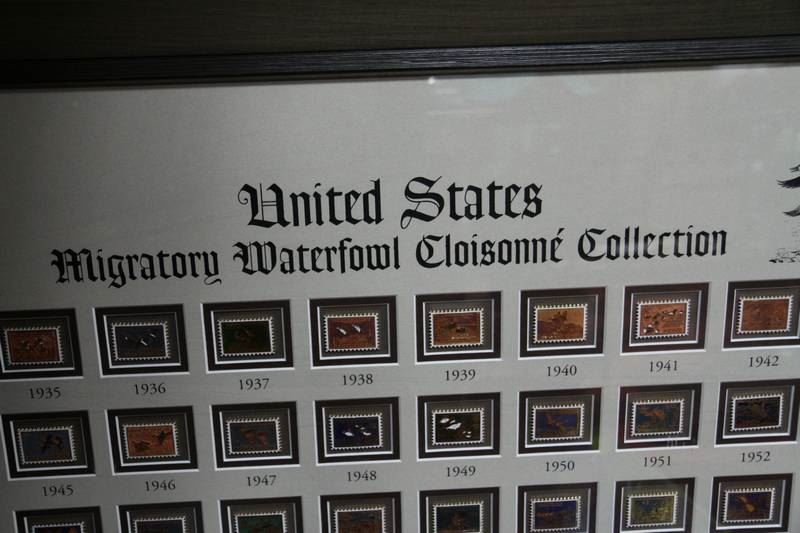 United States
Migratory Waterfowl Cloisonné Collection
1935 1936 1937 1938 1939 1940 1941 1942
1945 1946 1947 1948 1949 1950 1951 1952